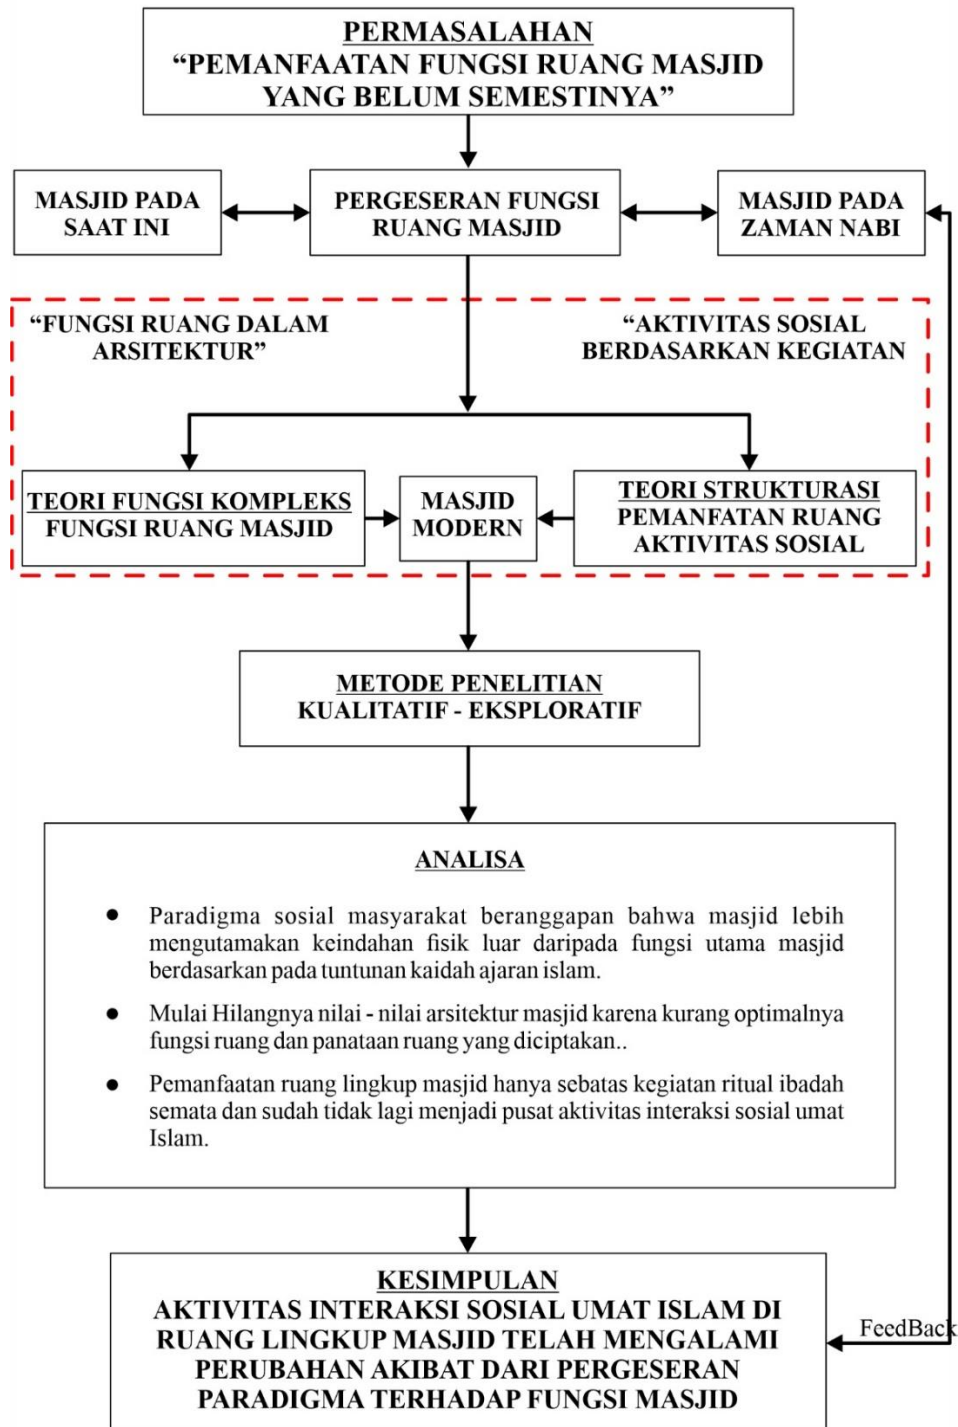 PERMASALAHAN
“PEMANFAATAN FUNGSI RUANG MASJID
YANG BELUM SEMESTINYA”
MASJID PADA
SAAT INI
PERGESERAN FUNGSI
RUANG MASJID
MASJID PADA
ZAMAN NABI
“FUNGSI RUANG DALAM
ARSITEKTUR”
“AKTIVITAS SOSIAL
BERDASARKAN KEGIATAN
TEORI FUNGSI KOMPLEKS
FUNGSI RUANG MASJID
MASJID
MODERN
TEORI STRUKTURASI
PEMANFATAN RUANG
AKTIVITAS SOSIAL
METODE PENELITIAN
KUALITATIF - EKSPLORATIF
ANALISA
● Paradigma sosial masyarakat beranggapan bahwa masjid lebih
mengutamakan keindahan fisik luar daripada fungsi utama masjid
berdasarkan pada tuntunan kaidah ajaran islam.
● Mulai Hilangnya nilai - nilai arsitektur masjid karena kurang optimalnya
fungsi ruang dan panataan ruang yang diciptakan..
● Pemanfaatan ruang lingkup masjid hanya sebatas kegiatan ritual ibadah
semata dan sudah tidak lagi menjadi pusat aktivitas interaksi sosial umat
Islam.
KESIMPULAN
AKTIVITAS INTERAKSI SOSIAL UMAT ISLAM DI
RUANG LINGKUP MASJID TELAH MENGALAMI
PERUBAHAN AKIBAT DARI PERGESERAN
PARADIGMA TERHADAP FUNGSI MASJID
FeedBack